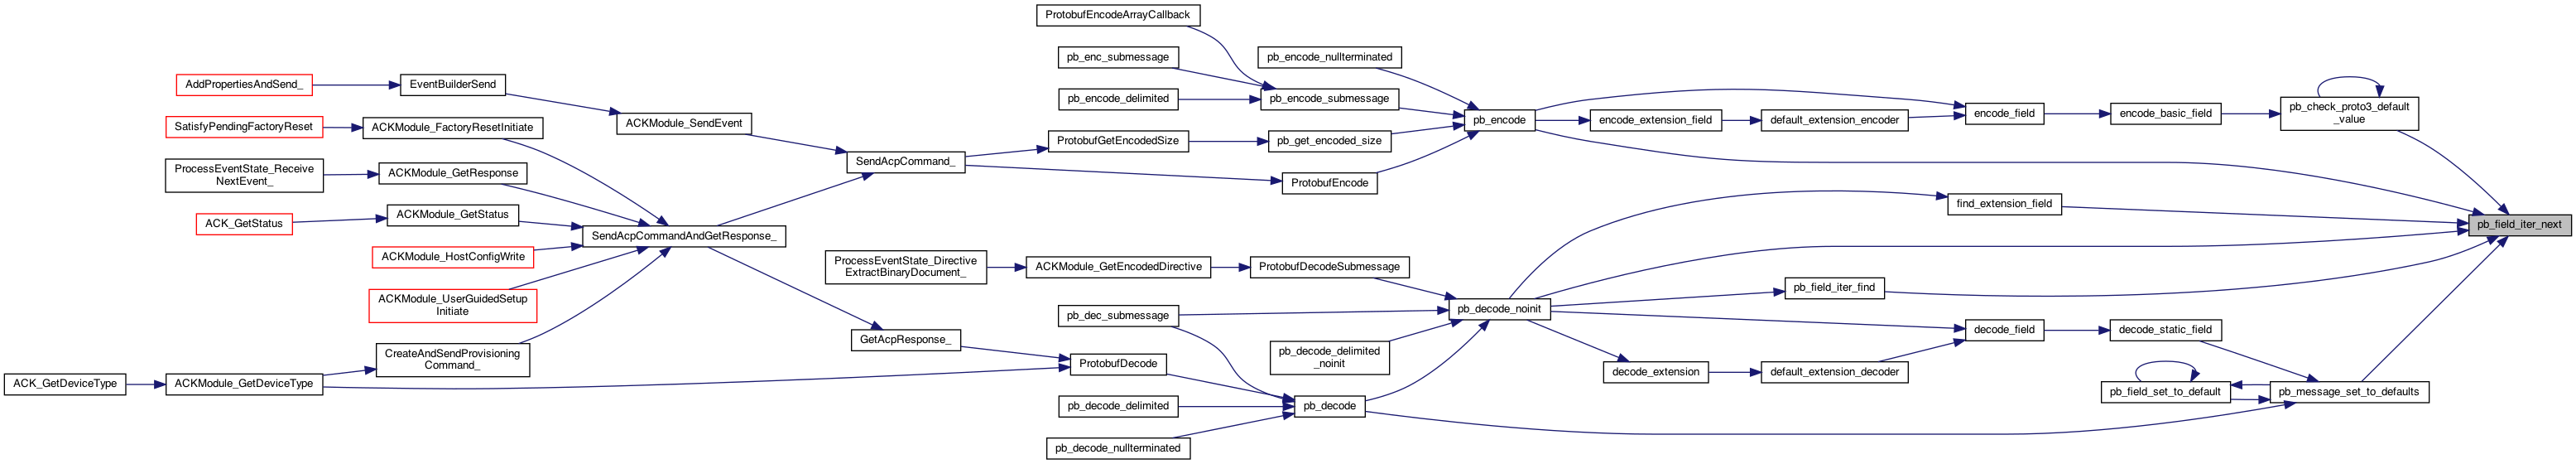 ProtobufEncodeArrayCallback
pb_enc_submessage
pb_encode_nullterminated
AddPropertiesAndSend_
EventBuilderSend
pb_encode_delimited
pb_encode_submessage
pb_check_proto3_default
_value
SatisfyPendingFactoryReset
ACKModule_FactoryResetInitiate
ACKModule_SendEvent
pb_encode
encode_extension_field
default_extension_encoder
encode_field
encode_basic_field
ProtobufGetEncodedSize
pb_get_encoded_size
ProcessEventState_Receive
NextEvent_
ACKModule_GetResponse
SendAcpCommand_
ProtobufEncode
ACK_GetStatus
ACKModule_GetStatus
find_extension_field
pb_field_iter_next
SendAcpCommandAndGetResponse_
ACKModule_HostConfigWrite
ProcessEventState_Directive
ExtractBinaryDocument_
ACKModule_GetEncodedDirective
ProtobufDecodeSubmessage
pb_field_iter_find
ACKModule_UserGuidedSetup
Initiate
pb_dec_submessage
pb_decode_noinit
GetAcpResponse_
decode_field
decode_static_field
CreateAndSendProvisioning
Command_
pb_decode_delimited
_noinit
ProtobufDecode
decode_extension
default_extension_decoder
ACK_GetDeviceType
ACKModule_GetDeviceType
pb_field_set_to_default
pb_message_set_to_defaults
pb_decode_delimited
pb_decode
pb_decode_nullterminated